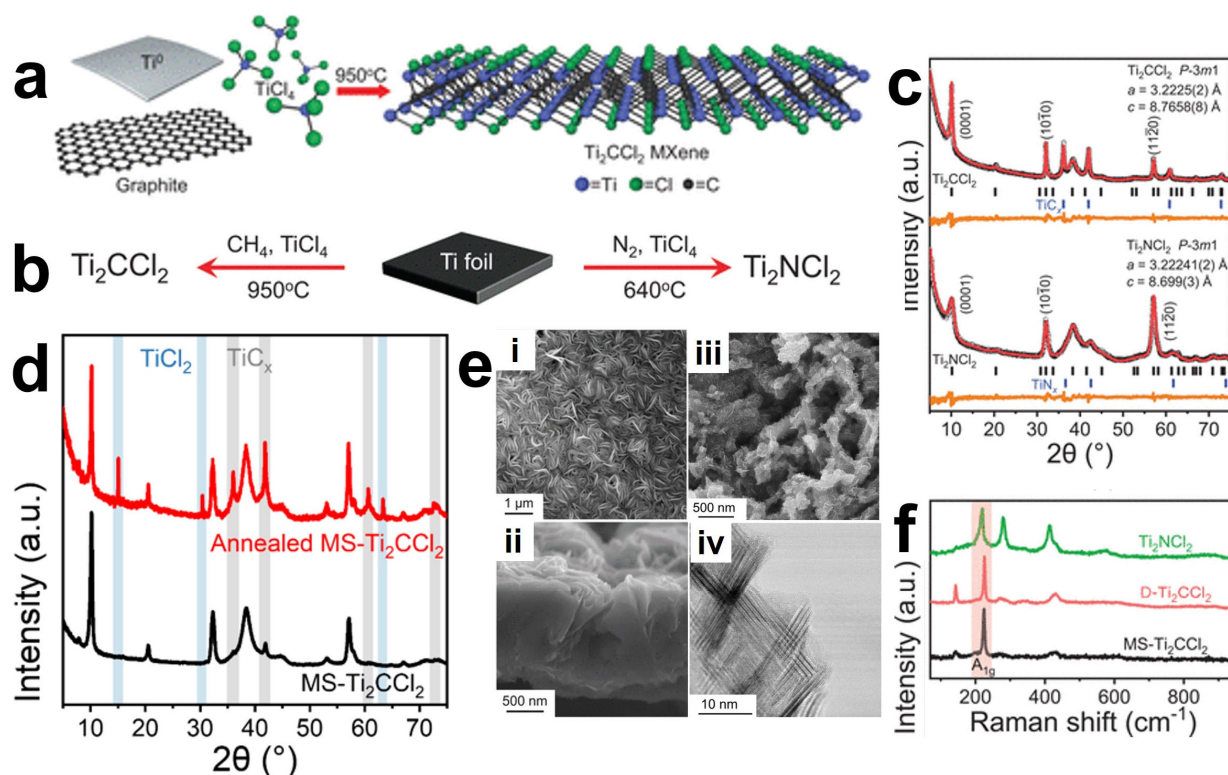 a
Ti⁰
TiCl₄
950°C
Graphite
Ti₂CCl₂ MXene
=Ti =Cl =C
b
Ti₂CCl₂
CH₄, TiCl₄
950°C
Ti foil
N₂, TiCl₄
640°C
Ti₂NCl₂
c
Ti₂CCl₂ P-3m1
a = 3.2225(2) Å
c = 8.7658(8) Å
(0001)
(101̄0)
(112̄0)
Ti₂CCl₂
TiCₓ
Ti₂NCl₂ P-3m1
a = 3.22241(2) Å
c = 8.699(3) Å
(0001)
(101̄0)
(112̄0)
Ti₂NCl₂
TiNₓ
Intensity (a.u.)
10 20 30 40 50 60 70
2θ (°)
d
TiCl₂
TiCₓ
Annealed MS-Ti₂CCl₂
MS-Ti₂CCl₂
Intensity (a.u.)
10 20 30 40 50 60 70
2θ (°)
e
i
1 µm
iii
500 nm
ii
500 nm
iv
10 nm
f
Ti₂NCl₂
D-Ti₂CCl₂
MS-Ti₂CCl₂
A₁g
Intensity (a.u.)
200 400 600 800
Raman shift (cm⁻¹)